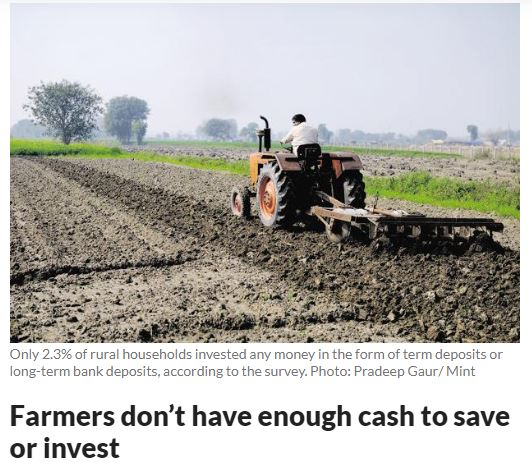 Only 2.3% of rural households invested any money in the form of term deposits or
long-term bank deposits, according to the survey. Photo: Pradeep Gaur/ Mint
Farmers don’t have enough cash to save
or invest